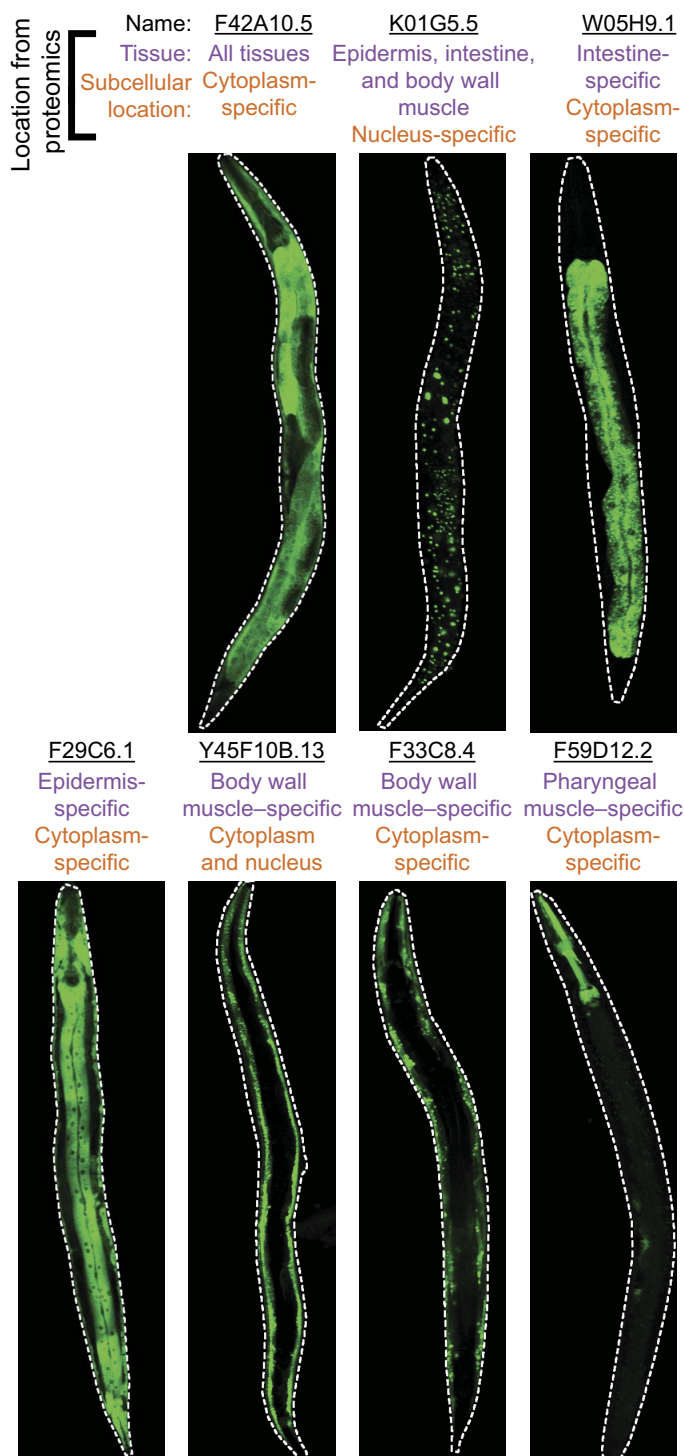 Location from
proteomics
Name:
Tissue:
Subcellular
location:
F42A10.5
All tissues
Cytoplasm-
specific
K01G5.5
Epidermis, intestine,
and body wall
muscle
Nucleus-specific
W05H9.1
Intestine-
specific
Cytoplasm-
specific
F29C6.1
Epidermis-
specific
Cytoplasm-
specific
Y45F10B.13
Body wall
muscle–specific
Cytoplasm
and nucleus
F33C8.4
Body wall
muscle–specific
Cytoplasm-
specific
F59D12.2
Pharyngeal
muscle–specific
Cytoplasm-
specific